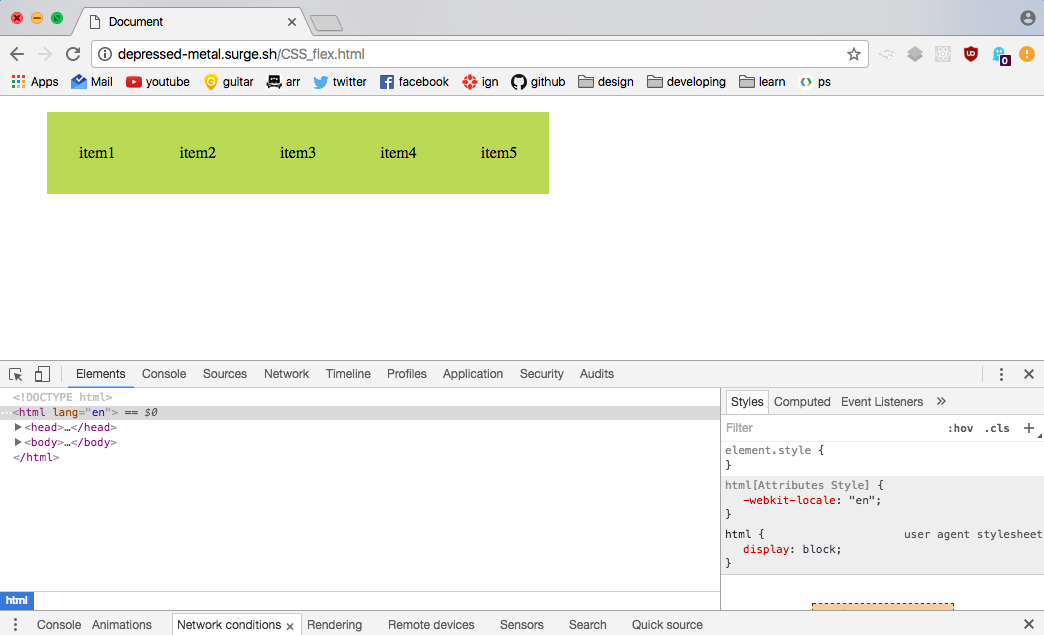 Document
depressed-metal.surge.sh/CSS_flex.html
Apps Mail youtube guitar arr twitter facebook ign github design developing learn ps
item1 item2 item3 item4 item5
Elements Console Sources Network Timeline Profiles Application Security Audits
<!DOCTYPE html>
…<html lang="en"> == $0
<head>…</head>
<body>…</body>
</html>
html
Styles Computed Event Listeners »
Filter :hov .cls +
element.style {
}
html[Attributes Style] {
-webkit-locale: "en";
}
html { user agent stylesheet
display: block;
}
Console Animations Network conditions × Rendering Remote devices Sensors Search Quick source